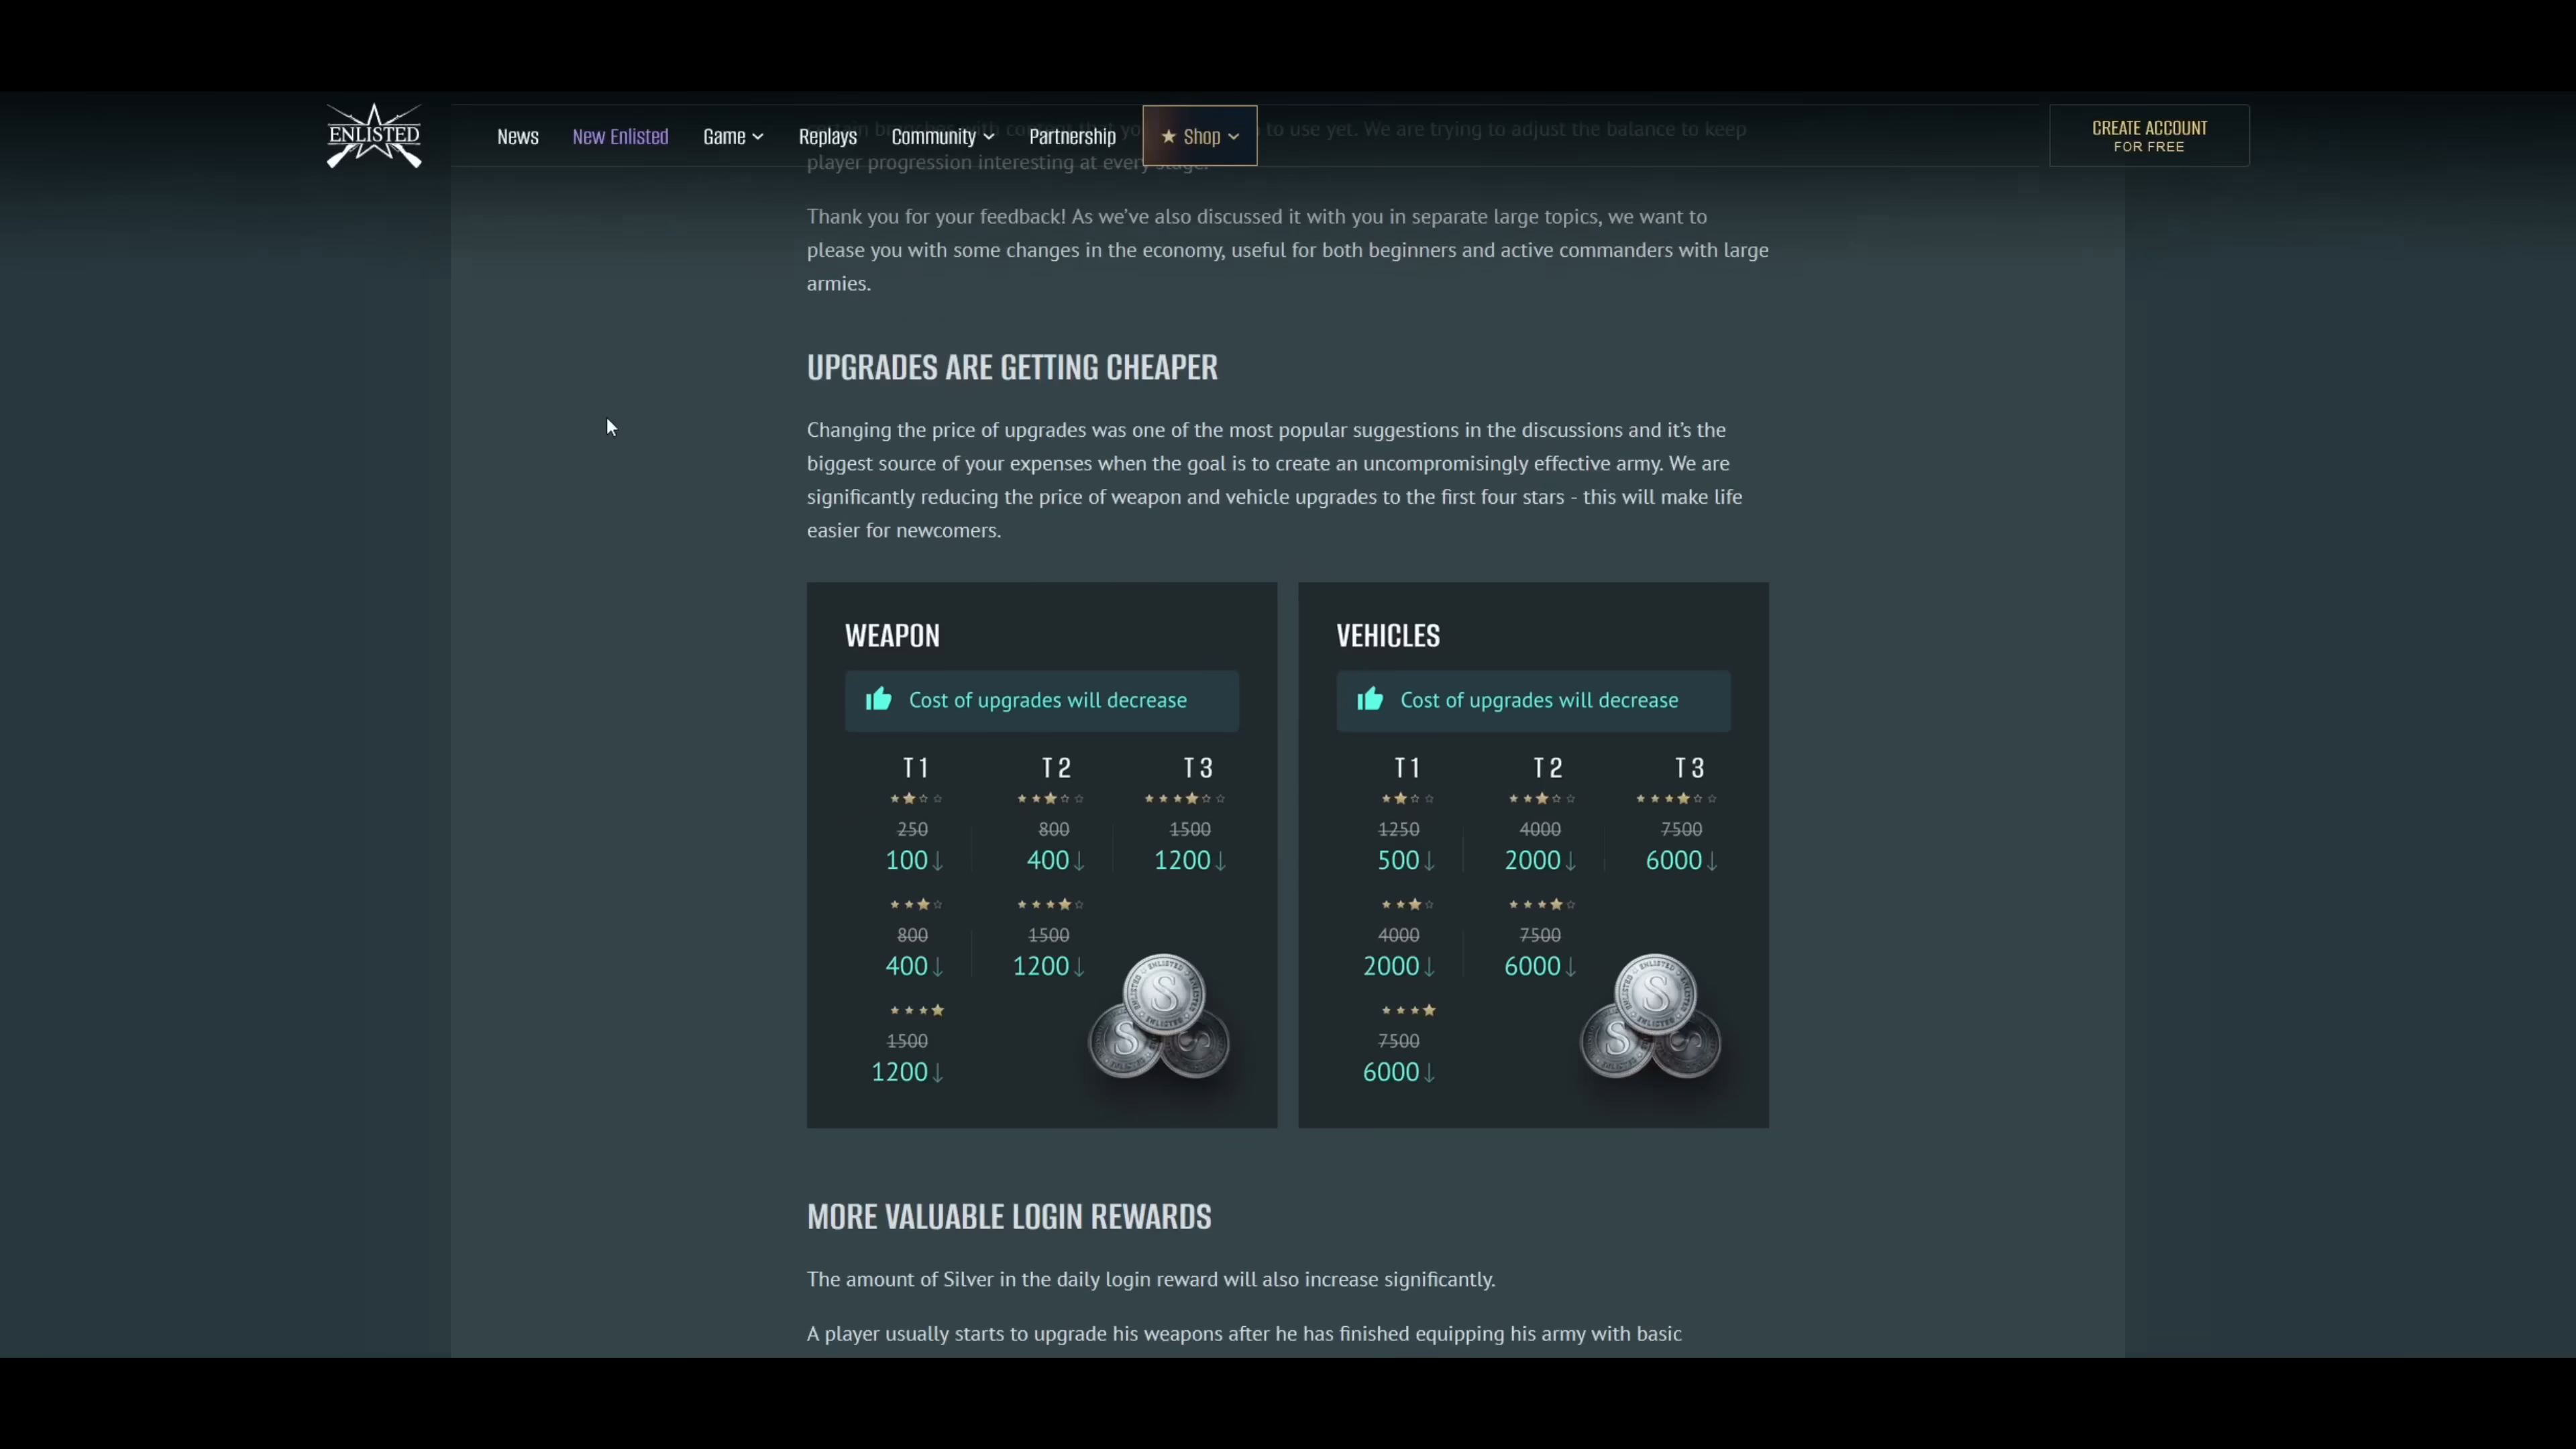 ENLISTED
News New Enlisted Game Replays Community Partnership Shop
CREATE ACCOUNT
FOR FREE
to use yet. We are trying to adjust the balance to keep
player progression interesting at every stage.
Thank you for your feedback! As we've also discussed it with you in separate large topics, we want to
please you with some changes in the economy, useful for both beginners and active commanders with large
armies.
UPGRADES ARE GETTING CHEAPER
Changing the price of upgrades was one of the most popular suggestions in the discussions and it's the
biggest source of your expenses when the goal is to create an uncompromisingly effective army. We are
significantly reducing the price of weapon and vehicle upgrades to the first four stars - this will make life
easier for newcomers.
WEAPON
Cost of upgrades will decrease
T 1 T 2 T 3
250 800 1500
100↓ 400↓ 1200↓
800 1500
400↓ 1200↓
1500
1200↓
VEHICLES
Cost of upgrades will decrease
T 1 T 2 T 3
1250 4000 7500
500↓ 2000↓ 6000↓
4000 7500
2000↓ 6000↓
7500
6000↓
MORE VALUABLE LOGIN REWARDS
The amount of Silver in the daily login reward will also increase significantly.
A player usually starts to upgrade his weapons after he has finished equipping his army with basic